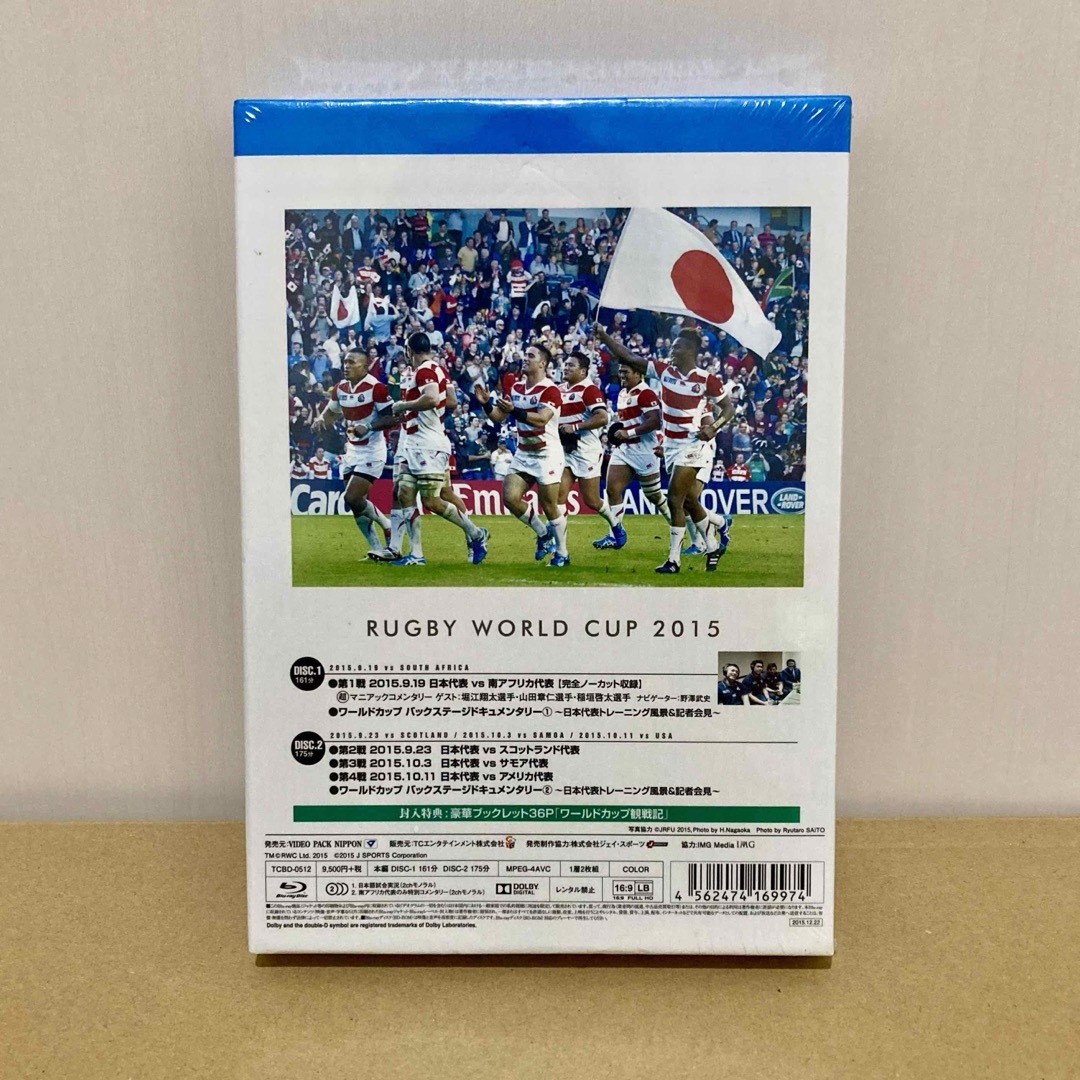 Card
Emirates
LAND ROVER
LAND ROVER
RUGBY WORLD CUP 2015
DISC.1
161分
2015.9.19 vs SOUTH AFRICA
●第1戦 2015.9.19 日本代表 vs 南アフリカ代表【完全ノーカット収録】
超マニアックコメンタリー ゲスト:堀江翔太選手・山田章仁選手・稲垣啓太選手 ナビゲーター:野澤武史
●ワールドカップ バックステージドキュメンタリー① ～日本代表トレーニング風景&記者会見～
DISC.2
175分
2015.9.23 vs SCOTLAND / 2015.10.3 vs SAMOA / 2015.10.11 vs USA
●第2戦 2015.9.23 日本代表 vs スコットランド代表
●第3戦 2015.10.3 日本代表 vs サモア代表
●第4戦 2015.10.11 日本代表 vs アメリカ代表
●ワールドカップ バックステージドキュメンタリー② ～日本代表トレーニング風景&記者会見～
封入特典:豪華ブックレット36P「ワールドカップ観戦記」
写真協力 ©JRFU 2015, Photo by H.Nagaoka Photo by Ryutaro SAITO
発売元:VIDEO PACK NIPPON 販売元:TCエンタテインメント株式会社 発売制作協力:株式会社ジェイ・スポーツ 協力:IMG Media IMG
TM©RWC Ltd. 2015 ©2015 J SPORTS Corporation
TCBD-0512 9,500円+税 本編 DISC-1 161分 DISC-2 175分 MPEG-4AVC 1層2枚組 COLOR
Blu-ray Disc 2 1. 日本語試合実況(2chモノラル) DOLBY DIGITAL レンタル禁止 16:9 LB
2. 南アフリカ代表のみ特別コメンタリー(2chモノラル) 16:9 FULL HD
4 562474 169974
Dolby and the double-D symbol are registered trademarks of Dolby Laboratories.
2015.12.22